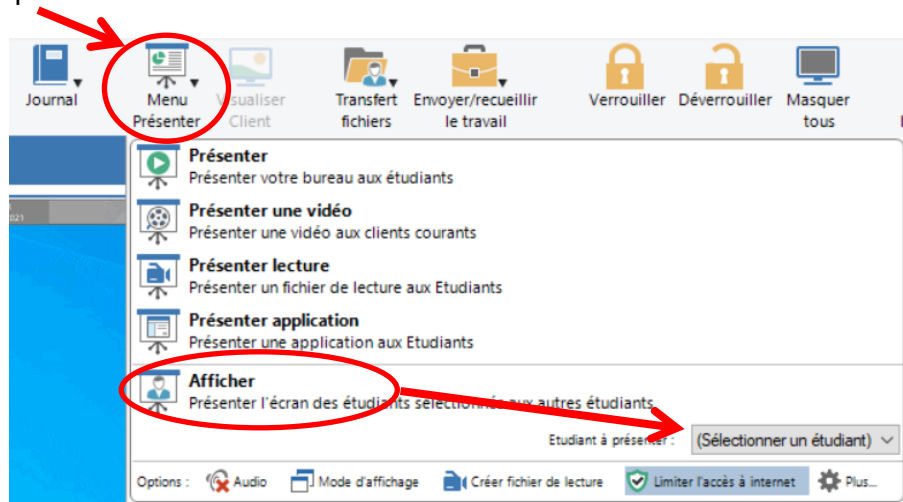 Journal
Menu
Présenter
Visualiser
Client
Transfert
fichiers
Envoyer/recueillir
le travail
Verrouiller
Déverrouiller
Masquer
tous
Présenter
Présenter votre bureau aux étudiants
Présenter une vidéo
Présenter une vidéo aux clients courants
Présenter lecture
Présenter un fichier de lecture aux Etudiants
Présenter application
Présenter une application aux Etudiants
Afficher
Présenter l'écran des étudiants sélectionnés aux autres étudiants
Etudiant à présenter :
(Sélectionner un étudiant)
Options :
Audio
Mode d'affichage
Créer fichier de lecture
Limiter l'accès à internet
Plus...